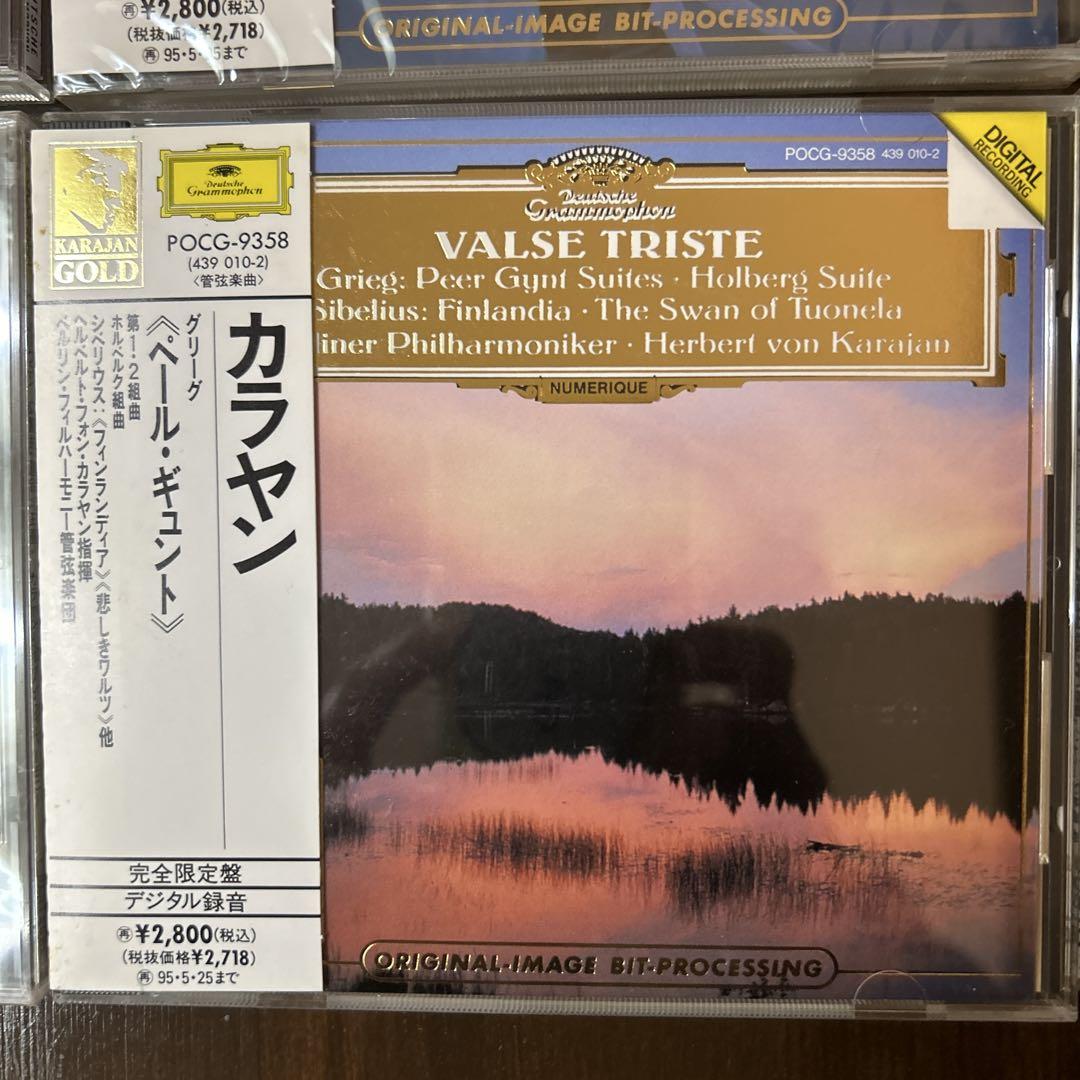 ¥2,800(税込)
(税抜価格¥2,718)
再 95・5・25まで
ORIGINAL-IMAGE BIT-PROCESSING
KARAJAN
GOLD
Deutsche
Grammophon
POCG-9358
(439 010-2)
〈管弦楽曲〉
カラヤン
グリーグ
《ペール・ギュント》
第1・2組曲
ホルベルク組曲
シベリウス:《フィンランディア》《悲しきワルツ》他
ヘルベルト・フォン・カラヤン指揮
ベルリン・フィルハーモニー管弦楽団
完全限定盤
デジタル録音
再 ¥2,800(税込)
(税抜価格¥2,718)
再 95・5・25まで
POCG-9358 439 010-2
DIGITAL
RECORDING
Deutsche
Grammophon
VALSE TRISTE
Grieg: Peer Gynt Suites · Holberg Suite
Sibelius: Finlandia · The Swan of Tuonela
liner Philharmoniker · Herbert von Karajan
NUMERIQUE
ORIGINAL-IMAGE BIT-PROCESSING